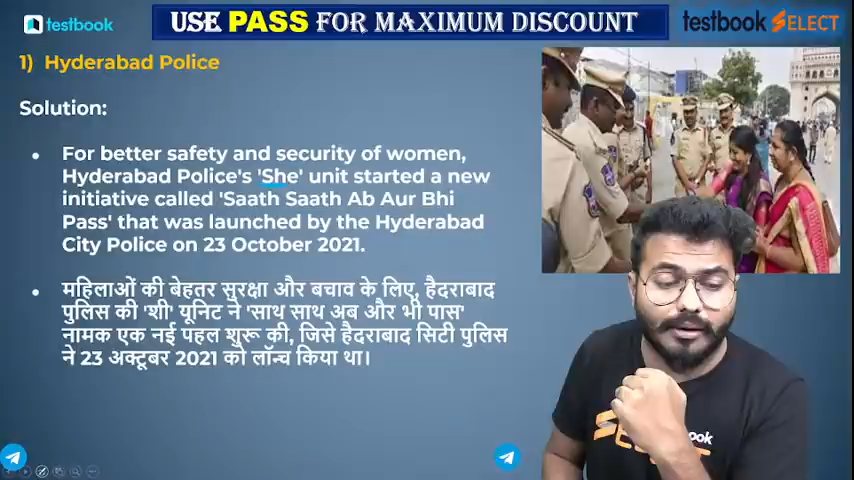 testbook
USE PASS FOR MAXIMUM DISCOUNT
testbook SELECT
1) Hyderabad Police
Solution:
For better safety and security of women,
Hyderabad Police's 'She' unit started a new
initiative called 'Saath Saath Ab Aur Bhi
Pass' that was launched by the Hyderabad
City Police on 23 October 2021.
महिलाओं की बेहतर सुरक्षा और बचाव के लिए, हैदराबाद
पुलिस की 'शी' यूनिट ने 'साथ साथ अब और भी पास'
नामक एक नई पहल शुरू की, जिसे हैदराबाद सिटी पुलिस
ने 23 अक्टूबर 2021 को लॉन्च किया था।